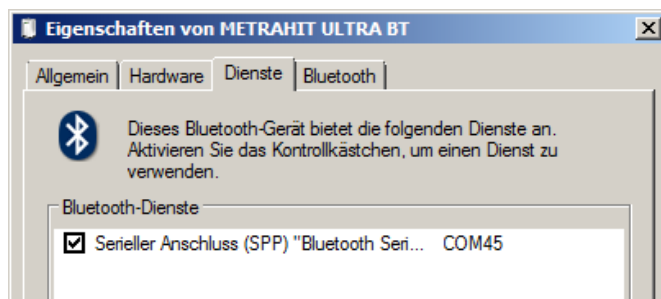 Eigenschaften von METRAHIT ULTRA BT
Allgemein Hardware Dienste Bluetooth
Dieses Bluetooth-Gerät bietet die folgenden Dienste an.
Aktivieren Sie das Kontrollkästchen, um einen Dienst zu
verwenden.
Bluetooth-Dienste
Serieller Anschluss (SPP) "Bluetooth Seri... COM45